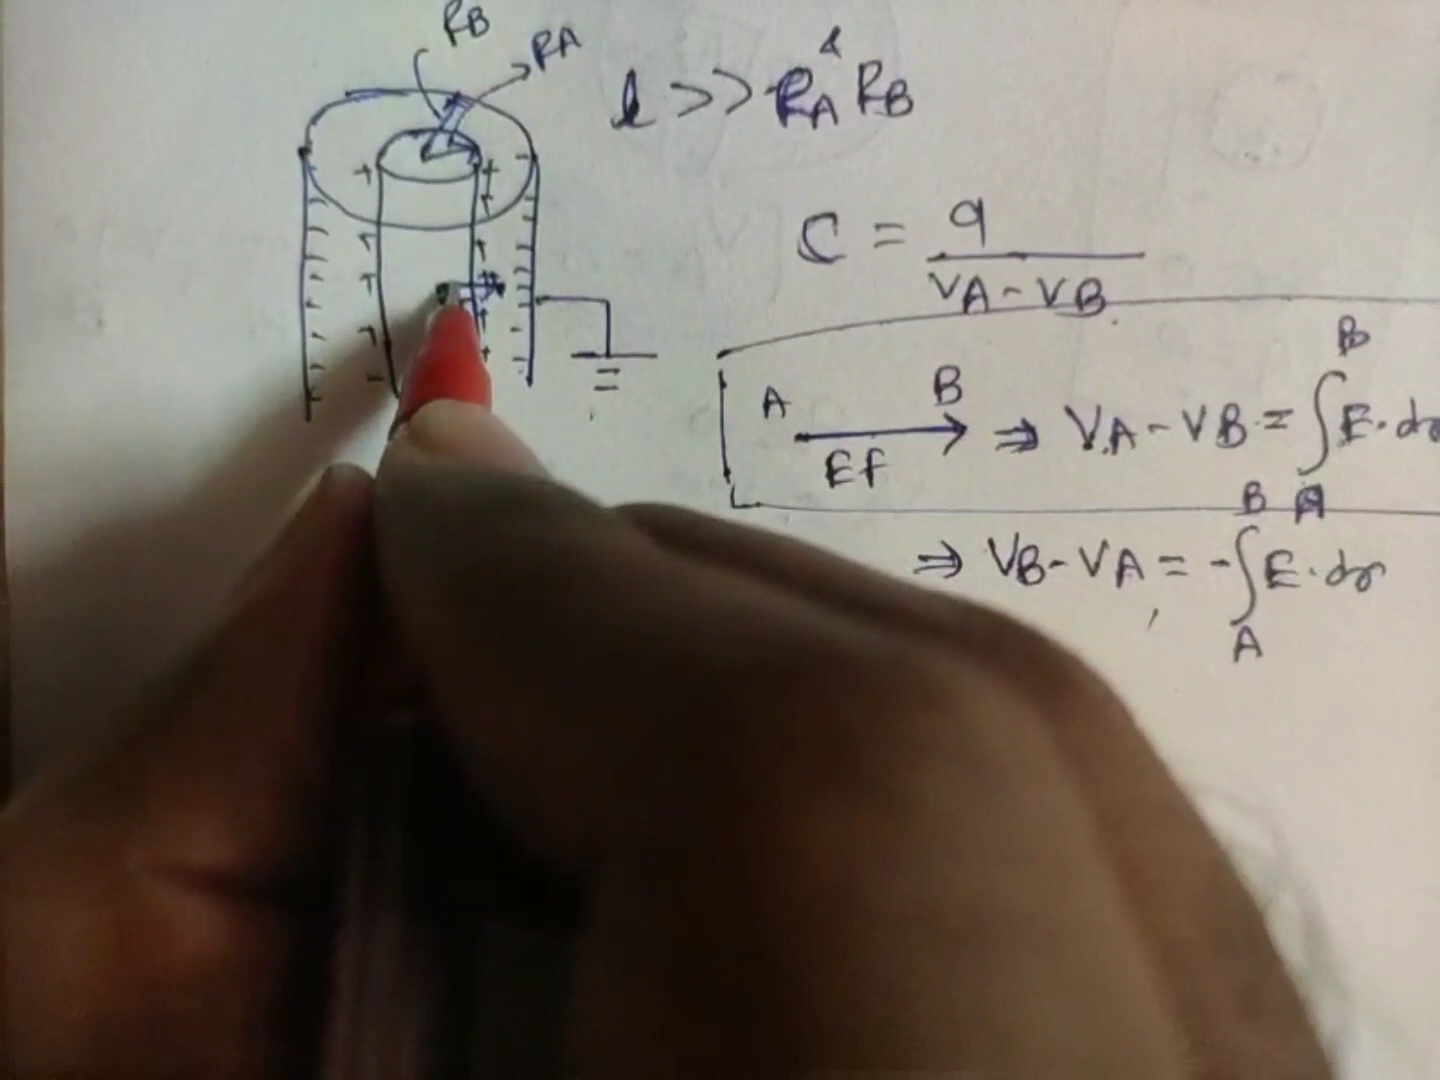 RB
RA
l >> RA & RB
C = q / VA - VB
A B
EF
⇒ VA - VB = ∫ B A E. dr
⇒ VB - VA = - ∫ B A E. dr